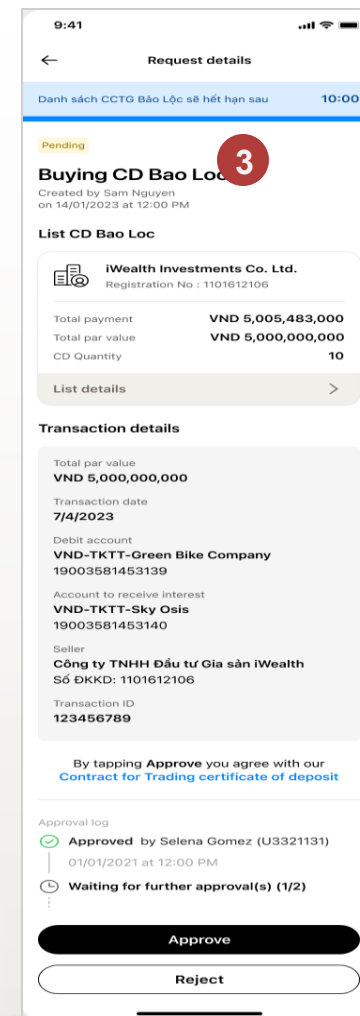 9:41
Request details
Danh sách CCTG Bảo Lộc sẽ hết hạn sau 10:00
Pending
Buying CD Bao Lo
3
Created by Sam Nguyen
on 14/01/2023 at 12:00 PM
List CD Bao Loc
iWealth Investments Co. Ltd.
Registration No : 1101612106
Total payment VND 5,005,483,000
Total par value VND 5,000,000,000
CD Quantity 10
List details
Transaction details
Total par value
VND 5,000,000,000
Transaction date
7/4/2023
Debit account
VND-TKTT-Green Bike Company
19003581453139
Account to receive interest
VND-TKTT-Sky Osis
19003581453140
Seller
Công ty TNHH Đầu tư Gia sản iWealth
Số ĐKKD: 1101612106
Transaction ID
123456789
By tapping Approve you agree with our
Contract for Trading certificate of deposit
Approval log
Approved by Selena Gomez (U3321131)
01/01/2021 at 12:00 PM
Waiting for further approval(s) (1/2)
Approve
Reject